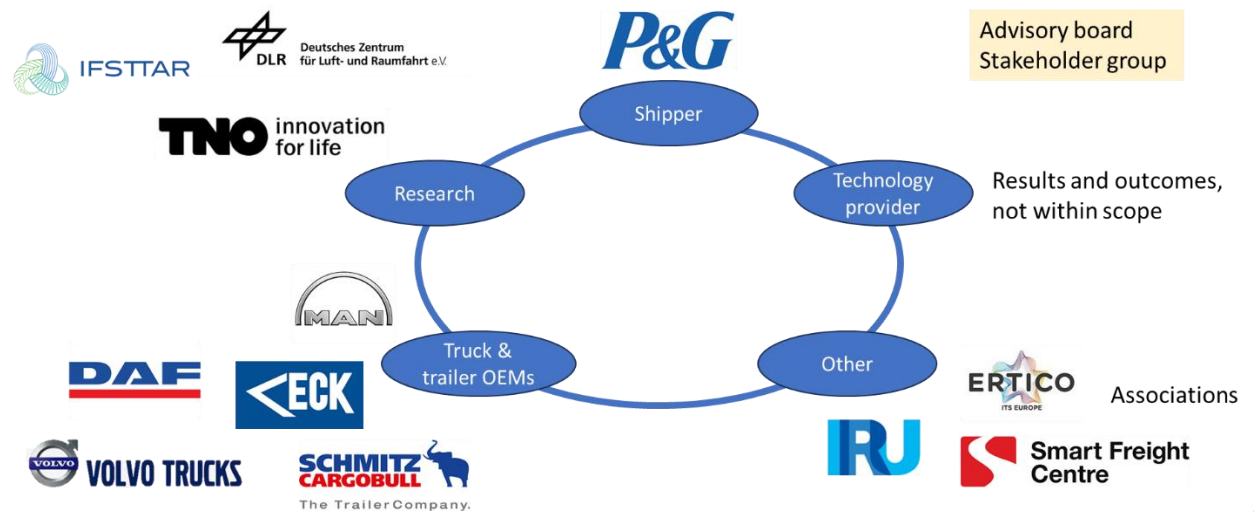 IFSTTAR
DLR
Deutsches Zentrum
für Luft- und Raumfahrt e.V.
P&G
Advisory board
Stakeholder group
TNO innovation
for life
Shipper
Research
Technology
provider
Results and outcomes,
not within scope
MAN
Truck &
trailer OEMs
Other
DAF
ECK
ERTICO
ITS EUROPE
Associations
VOLVO
VOLVO TRUCKS
SCHMITZ
CARGOBULL
The Trailer Company.
IRU
Smart Freight
Centre